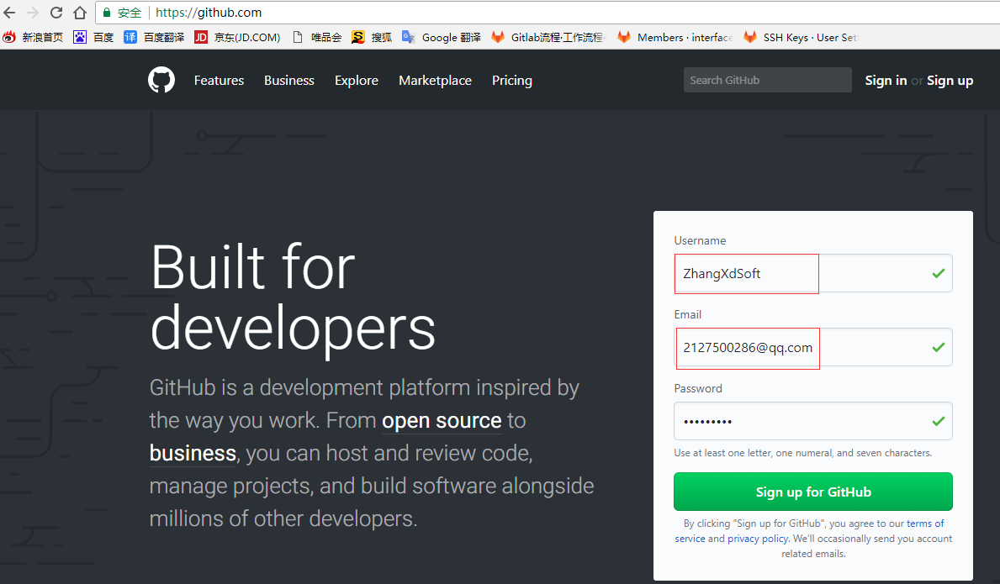 安全 https://github.com
新浪首页 百度 译 百度翻译 JD 京东(JD.COM) 唯品会 S 搜狐 Google 翻译 Gitlab流程·工作流程· Members · interface SSH Keys · User Set
Features Business Explore Marketplace Pricing Search GitHub Sign in or Sign up
Built for
developers
GitHub is a development platform inspired by
the way you work. From open source to
business, you can host and review code,
manage projects, and build software alongside
millions of other developers.
Username
ZhangXdSoft
Email
2127500286@qq.com
Password
•••••••••
Use at least one letter, one numeral, and seven characters.
Sign up for GitHub
By clicking "Sign up for GitHub", you agree to our terms of
service and privacy policy. We'll occasionally send you account
related emails.